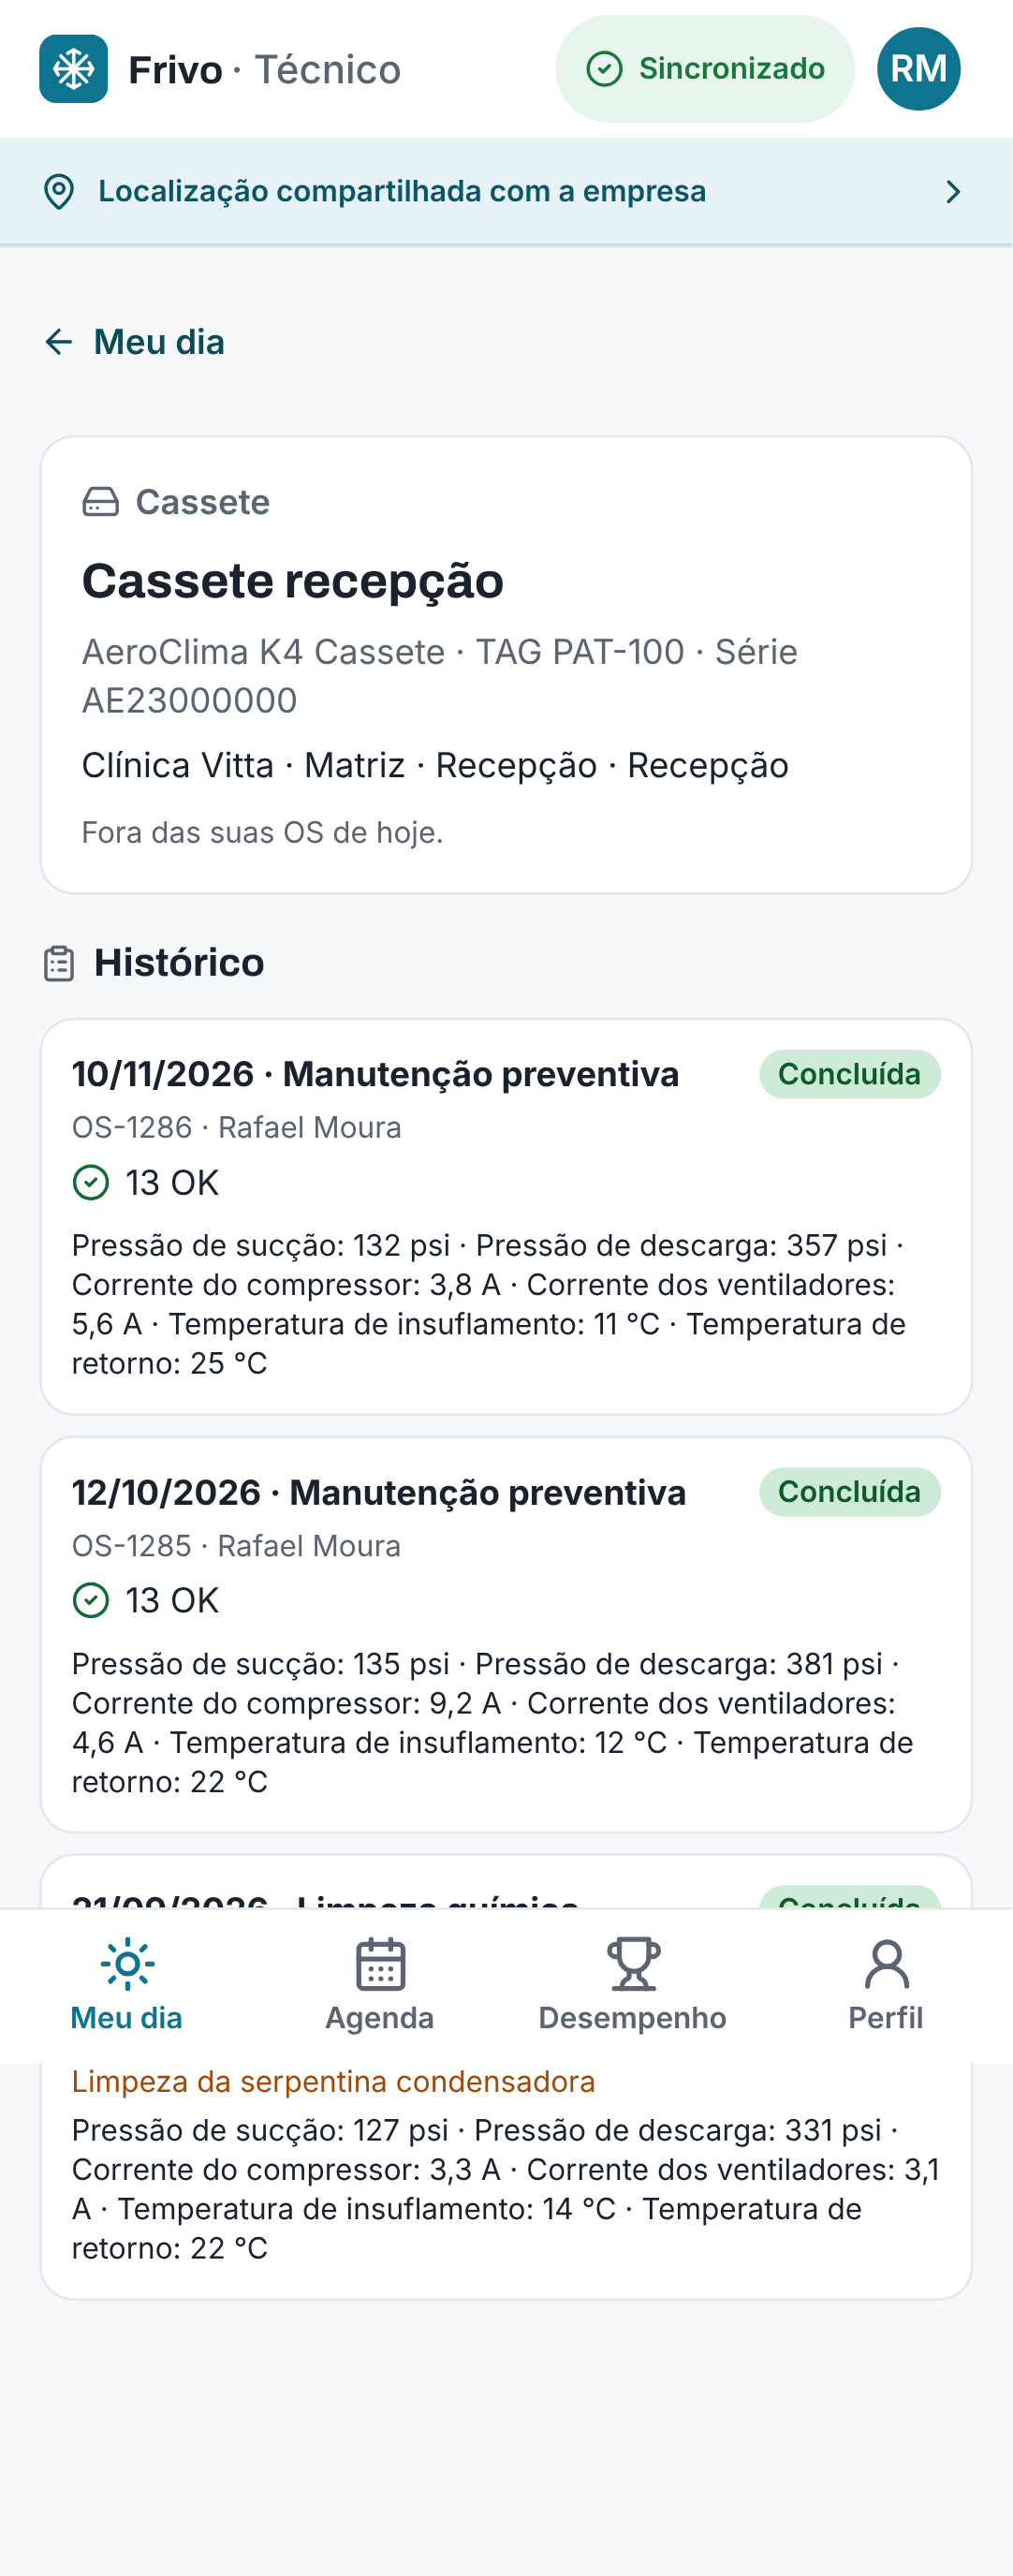 Frivo · Técnico
Sincronizado
RM
Localização compartilhada com a empresa
Meu dia
Cassete
Cassete recepção
AeroClima K4 Cassete · TAG PAT-100 · Série
AE23000000
Clínica Vitta · Matriz · Recepção · Recepção
Fora das suas OS de hoje.
Histórico
10/11/2026 · Manutenção preventiva
Concluída
OS-1286 · Rafael Moura
13 OK
Pressão de sucção: 132 psi · Pressão de descarga: 357 psi ·
Corrente do compressor: 3,8 A · Corrente dos ventiladores:
5,6 A · Temperatura de insuflamento: 11 °C · Temperatura de
retorno: 25 °C
12/10/2026 · Manutenção preventiva
Concluída
OS-1285 · Rafael Moura
13 OK
Pressão de sucção: 135 psi · Pressão de descarga: 381 psi ·
Corrente do compressor: 9,2 A · Corrente dos ventiladores:
4,6 A · Temperatura de insuflamento: 12 °C · Temperatura de
retorno: 22 °C
Limpeza química
Concluída
Meu dia
Agenda
Desempenho
Perfil
Limpeza da serpentina condensadora
Pressão de sucção: 127 psi · Pressão de descarga: 331 psi ·
Corrente do compressor: 3,3 A · Corrente dos ventiladores: 3,1
A · Temperatura de insuflamento: 14 °C · Temperatura de
retorno: 22 °C